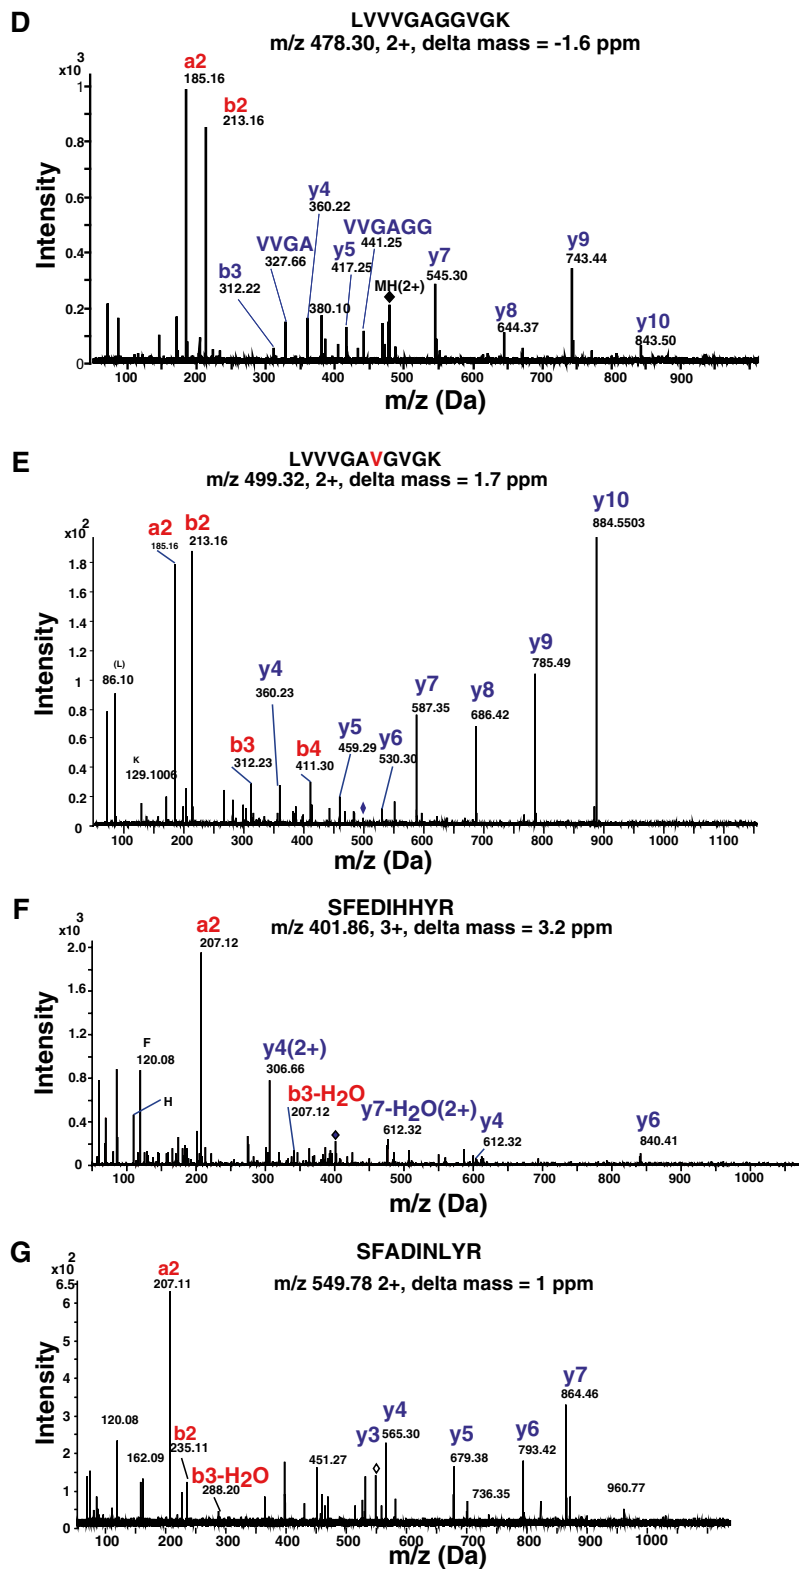 D
LVVVGAGGVGK
m/z 478.30, 2+, delta mass = -1.6 ppm
x10 3
a2
185.16
b2
213.16
y4
360.22
VVGA
327.66
VVGAGG
441.25
y5
417.25
b3
312.22
380.10
MH(2+)
y7
545.30
y8
644.37
y9
743.44
y10
843.50
Intensity
1
0.8
0.6
0.4
0.2
0
100 200 300 400 500 600 700 800 900
m/z (Da)
E
LVVVGAVGVGK
m/z 499.32, 2+, delta mass = 1.7 ppm
x10 2
a2
185.16
b2
213.16
y10
884.5503
(L)
86.10
K
129.1006
b3
312.23
y4
360.23
b4
411.30
y5
459.29
y6
530.30
y7
587.35
y8
686.42
y9
785.49
Intensity
1.8
1.6
1.4
1.2
1
0.8
0.6
0.4
0.2
0
100 200 300 400 500 600 700 800 900 1000 1100
m/z (Da)
F
SFEDIHHYR
m/z 401.86, 3+, delta mass = 3.2 ppm
x10 3
a2
207.12
F
120.08
H
y4(2+)
306.66
b3-H2O
207.12
y7-H2O(2+)
612.32
y4
612.32
y6
840.41
Intensity
2.0
1.6
1.2
0.8
0.4
0
100 200 300 400 500 600 700 800 900 1000
m/z (Da)
G
SFADINLYR
m/z 549.78 2+, delta mass = 1 ppm
x10 2
6.5
a2
207.11
120.08
162.09
b2
235.11
b3-H2O
288.20
451.27
y3
y4
565.30
y5
679.38
736.35
y6
793.42
y7
864.46
960.77
Intensity
6
5
4
3
2
1
0
100 200 300 400 500 600 700 800 900 1000
m/z (Da)